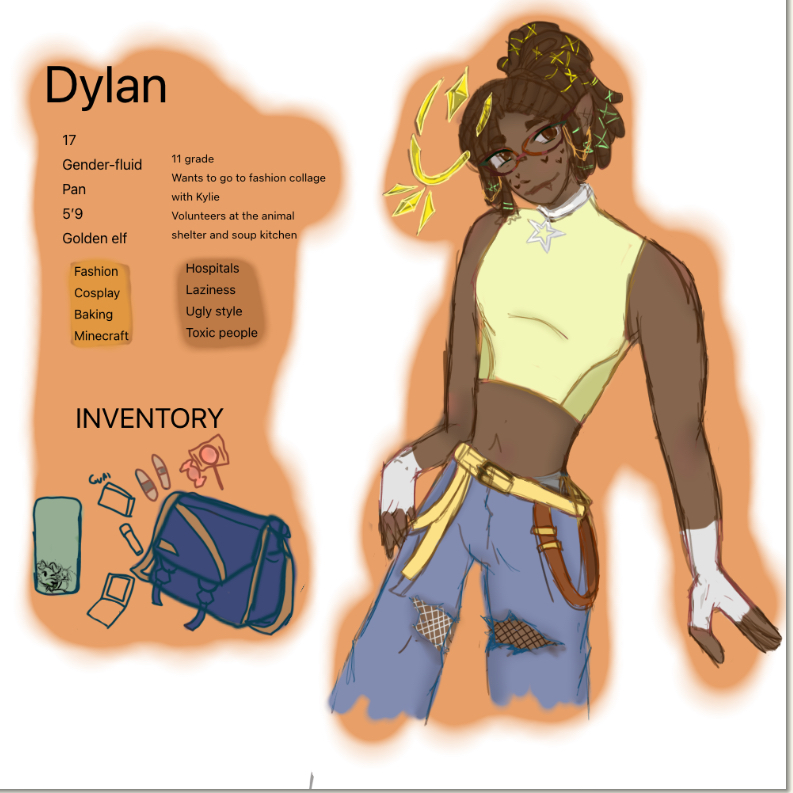 Dylan
17
Gender-fluid
Pan
5'9
Golden elf
11 grade
Wants to go to fashion collage
with Kylie
Volunteers at the animal
shelter and soup kitchen
Fashion
Cosplay
Baking
Minecraft
Hospitals
Laziness
Ugly style
Toxic people
INVENTORY
GUM